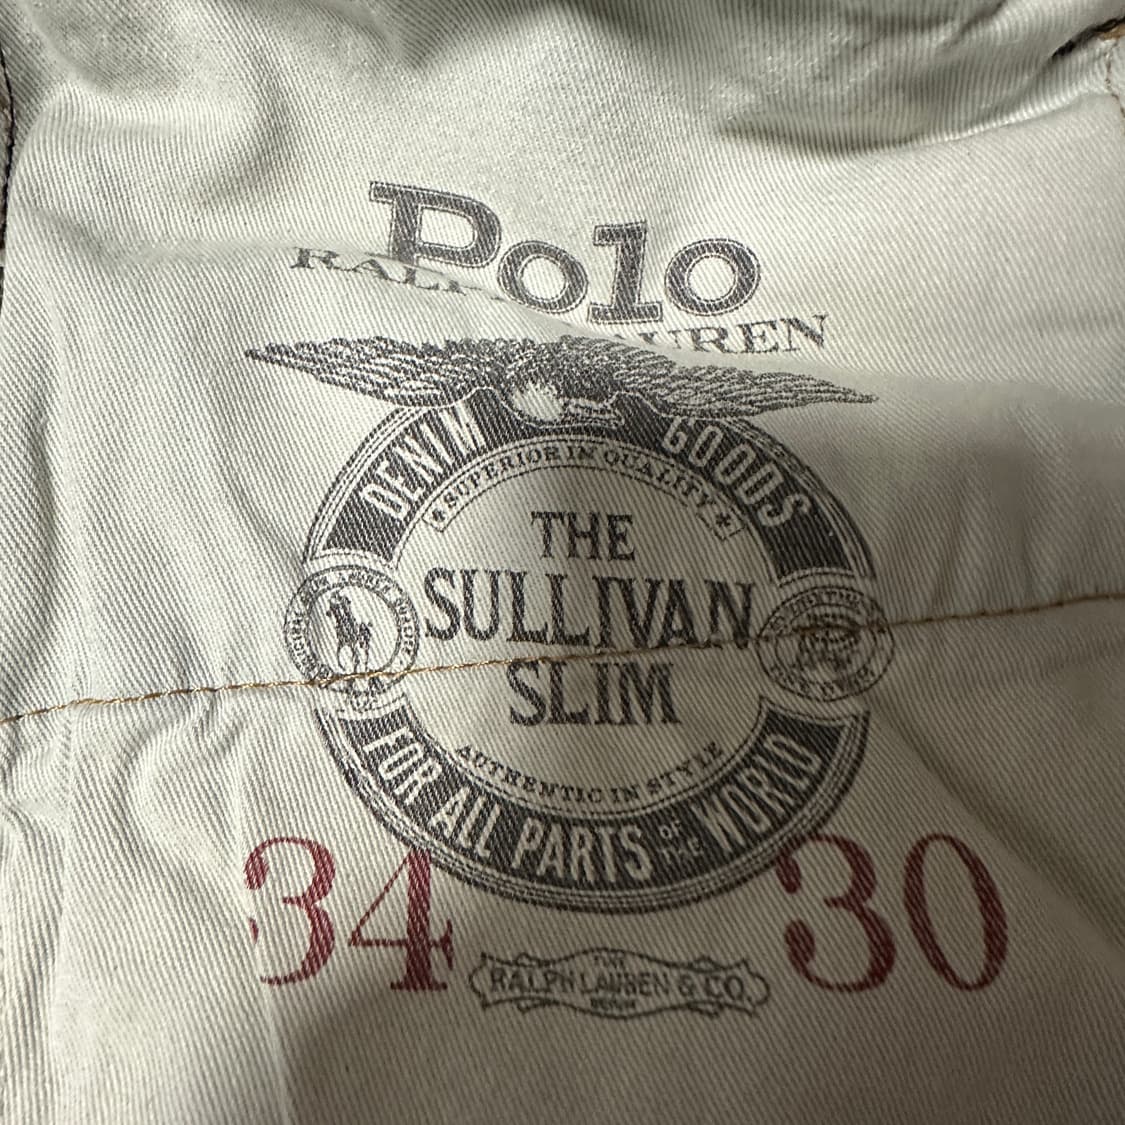 Polo
RALPH LAUREN
DENIM GOODS
*SUPERIOR IN QUALITY*
THE
SULLIVAN
SLIM
AUTHENTIC IN STYLE
FOR ALL PARTS OF THE WORLD
34 30
RALPH LAUREN & CO.